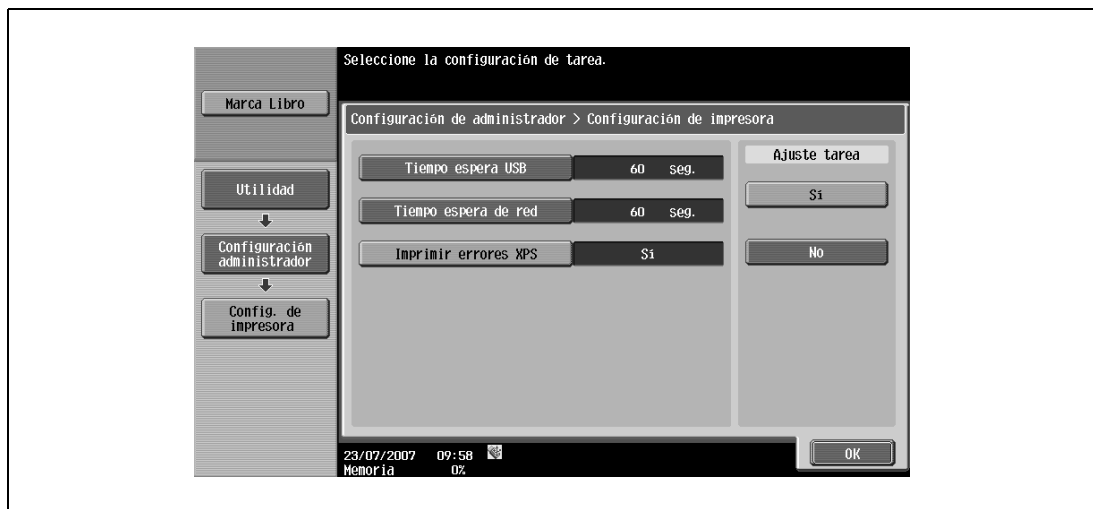 Seleccione la configuración de tarea.
Marca Libro
Configuración de administrador > Configuración de impresora
Utilidad
Configuración
administrador
Config. de
impresora
Tiempo espera USB 60 seg.
Tiempo espera de red 60 seg.
Imprimir errores XPS Sí
Ajuste tarea
Sí
No
23/07/2007 09:58
Memoria 0%
OK